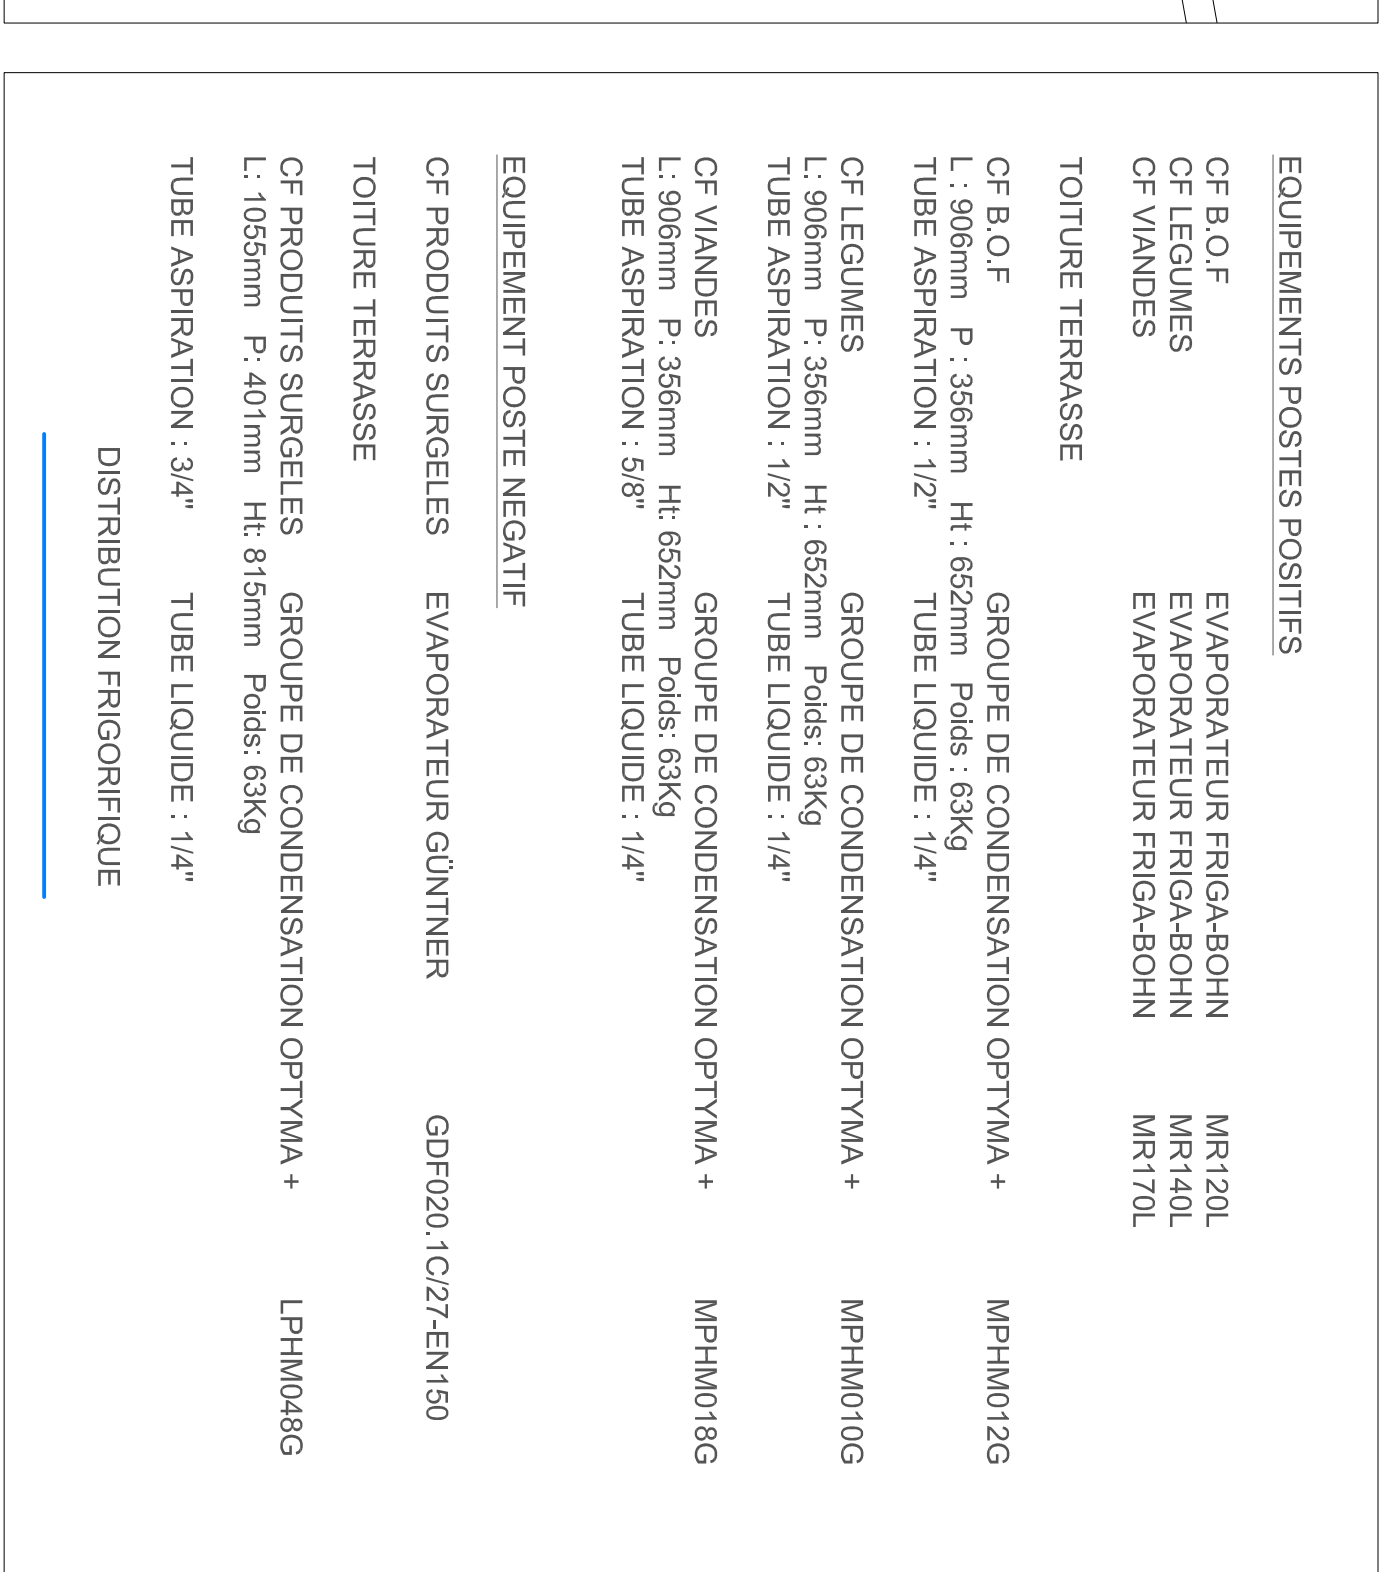 EQUIPEMENTS POSTES POSITIFS
CF B.O.F EVAPORATEUR FRIGA-BOHN MR120L
CF LEGUMES EVAPORATEUR FRIGA-BOHN MR140L
CF VIANDES EVAPORATEUR FRIGA-BOHN MR170L
TOITURE TERRASSE
CF B.O.F GROUPE DE CONDENSATION OPTYMA + MPHM012G
L : 906mm P : 356mm Ht : 652mm Poids : 63Kg
TUBE ASPIRATION : 1/2" TUBE LIQUIDE : 1/4"
CF LEGUMES GROUPE DE CONDENSATION OPTYMA + MPHM010G
L: 906mm P: 356mm Ht : 652mm Poids: 63Kg
TUBE ASPIRATION : 1/2" TUBE LIQUIDE : 1/4"
CF VIANDES GROUPE DE CONDENSATION OPTYMA + MPHM018G
L: 906mm P: 356mm Ht: 652mm Poids: 63Kg
TUBE ASPIRATION : 5/8" TUBE LIQUIDE : 1/4"
EQUIPEMENT POSTE NEGATIF
CF PRODUITS SURGELES EVAPORATEUR GÜNTNER GDF020.1C/27-EN150
TOITURE TERRASSE
CF PRODUITS SURGELES GROUPE DE CONDENSATION OPTYMA + LPHM048G
L: 1055mm P: 401mm Ht: 815mm Poids: 63Kg
TUBE ASPIRATION : 3/4" TUBE LIQUIDE : 1/4"
DISTRIBUTION FRIGORIFIQUE